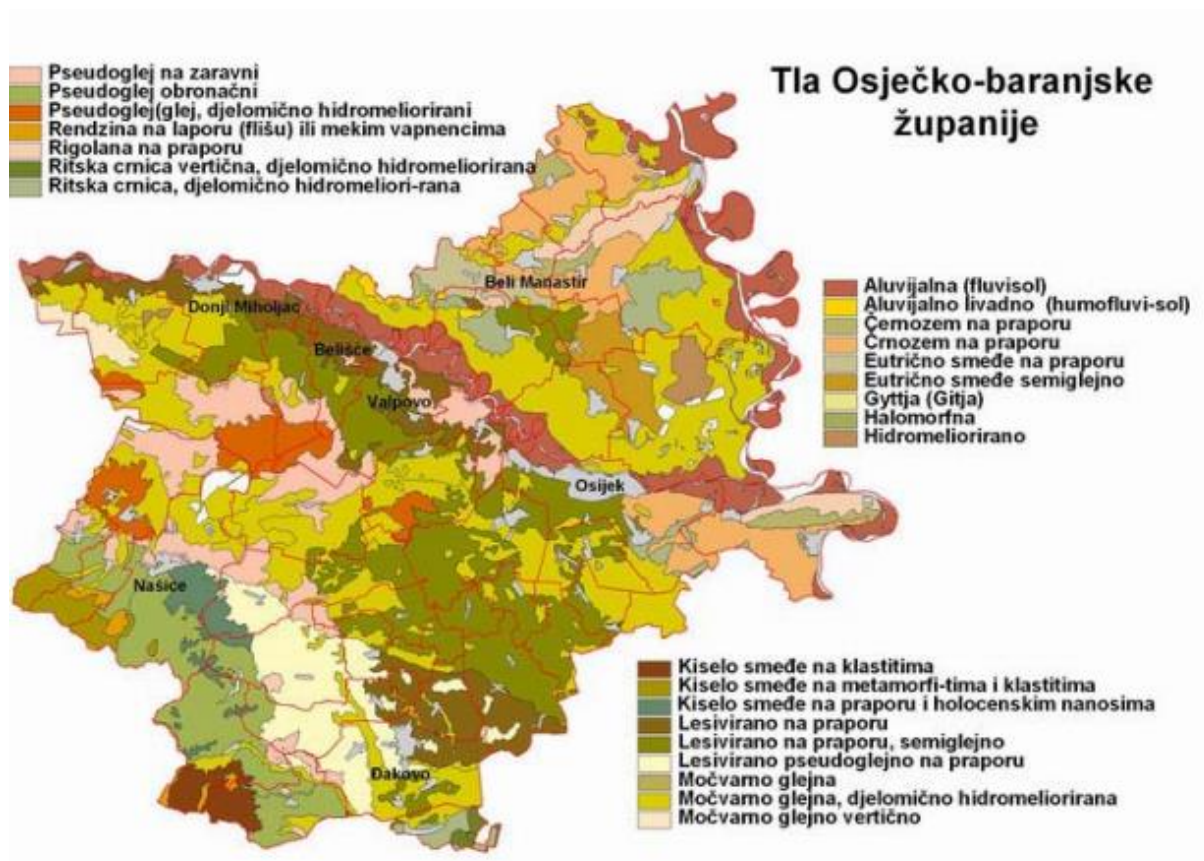 Pseudoglej na zaravni
Pseudoglej obronačni
Pseudoglej(glej, djelomično hidromeliorirani
Rendzina na laporu (flišu) ili mekim vapnencima
Rigolana na praporu
Ritska crnica vertična, djelomično hidromeliorirana
Ritska crnica, djelomično hidromeliori-rana
Tla Osječko-baranjske
županije
Beli Manastir
Donji Miholjac
Belišće
Valpovo
Osijek
Našice
Đakovo
Aluvijalna (fluvisol)
Aluvijalno livadno (humofluvi-sol)
Černozem na praporu
Črnozem na praporu
Eutrično smeđe na praporu
Eutrično smeđe semiglejno
Gyttja (Gitja)
Halomorfna
Hidromeliorirano
Kiselo smeđe na klastitima
Kiselo smeđe na metamorfi-tima i klastitima
Kiselo smeđe na praporu i holocenskim nanosima
Lesivirano na praporu
Lesivirano na praporu, semiglejno
Lesivirano pseudoglejno na praporu
Močvarno glejna
Močvarno glejna, djelomično hidromeliorirana
Močvarno glejno vertično